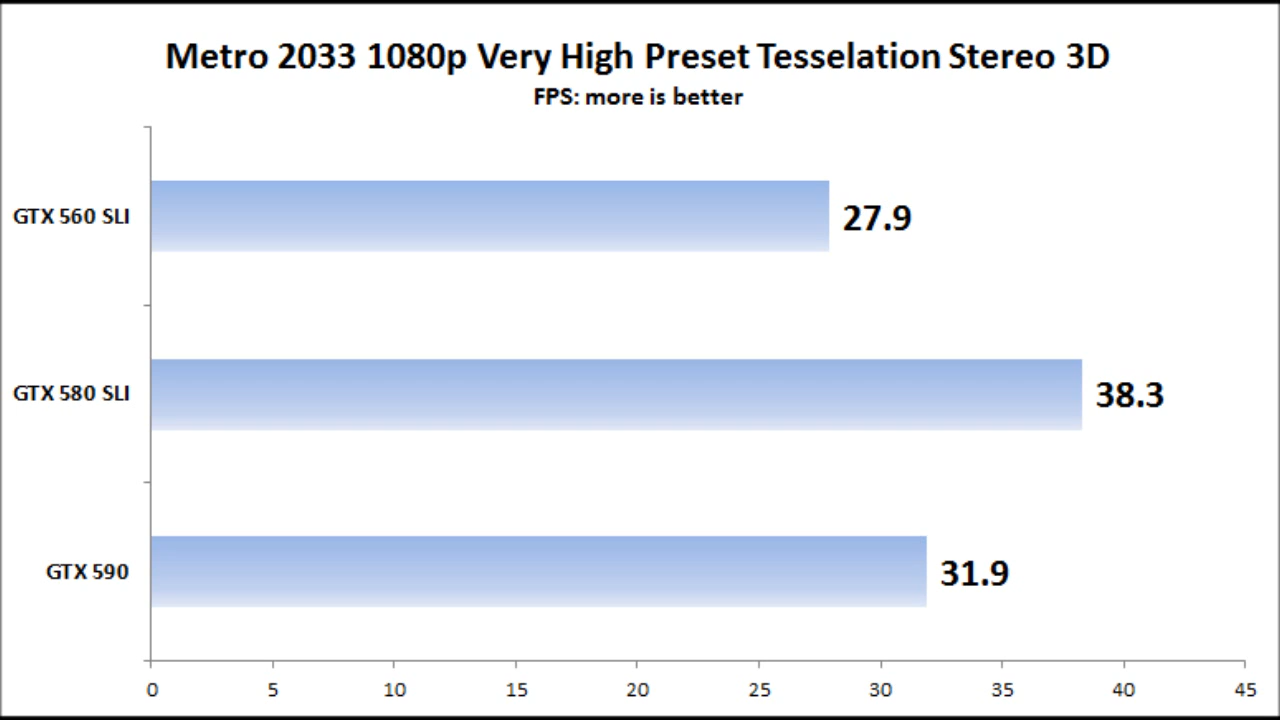 Metro 2033 1080p Very High Preset Tesselation Stereo 3D
FPS: more is better
GTX 560 SLI
27.9
GTX 580 SLI
38.3
GTX 590
31.9
0 5 10 15 20 25 30 35 40 45